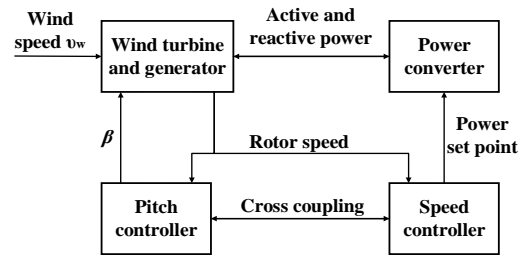 Wind
speed υw
Wind turbine
and generator
Active and
reactive power
Power
converter
β
Rotor speed
Power
set point
Pitch
controller
Cross coupling
Speed
controller